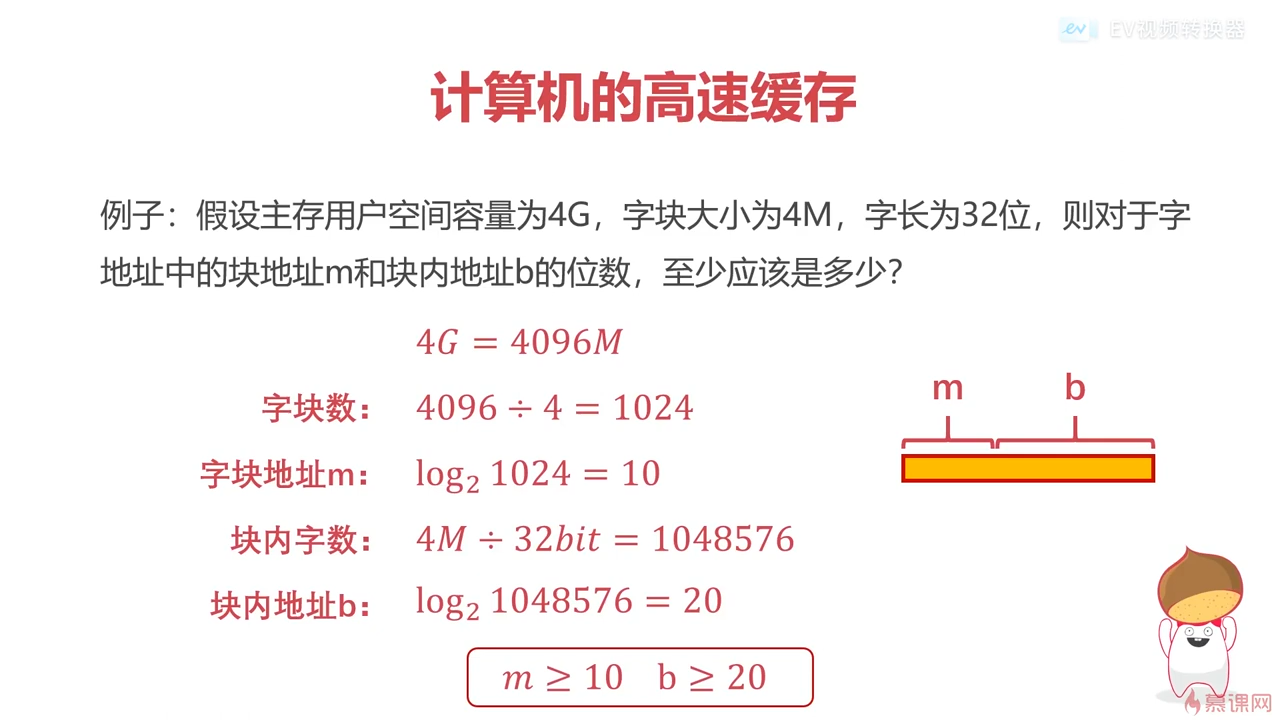 EV视频转换器
计算机的高速缓存
例子：假设主存用户空间容量为4G，字块大小为4M，字长为32位，则对于字
地址中的块地址m和块内地址b的位数，至少应该是多少？
4G = 4096M
字块数： 4096 ÷ 4 = 1024
字块地址m： log₂ 1024 = 10
块内字数： 4M ÷ 32bit = 1048576
块内地址b： log₂ 1048576 = 20
m ≥ 10 b ≥ 20
m b
慕课网